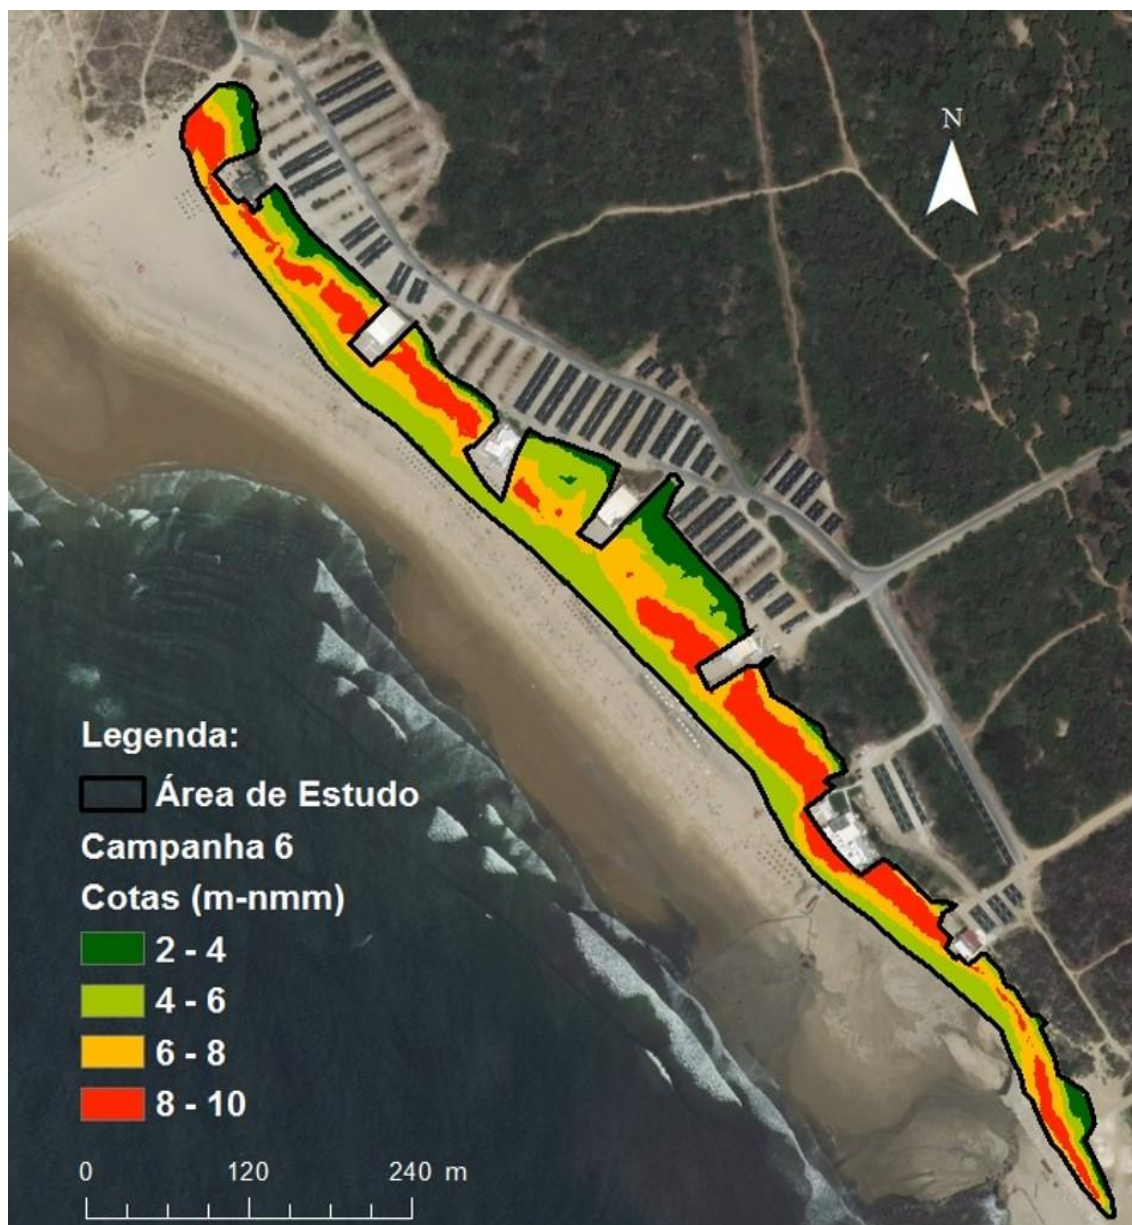 N
Legenda:
Área de Estudo
Campanha 6
Cotas (m-nmm)
2 - 4
4 - 6
6 - 8
8 - 10
0 120 240 m